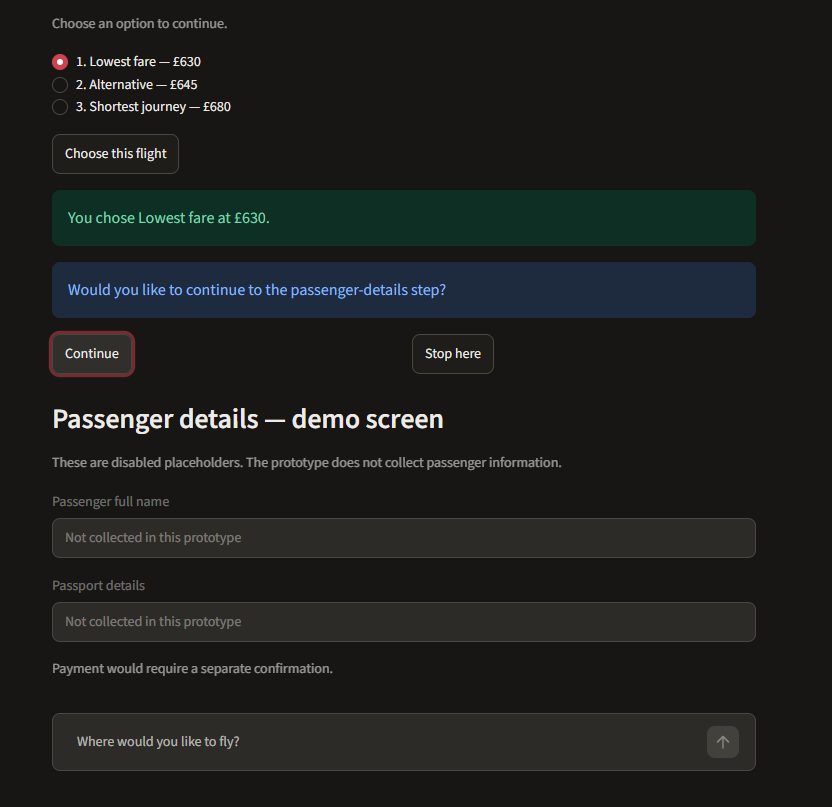 Choose an option to continue.
1. Lowest fare — £630
2. Alternative — £645
3. Shortest journey — £680
Choose this flight
You chose Lowest fare at £630.
Would you like to continue to the passenger-details step?
Continue
Stop here
Passenger details — demo screen
These are disabled placeholders. The prototype does not collect passenger information.
Passenger full name
Not collected in this prototype
Passport details
Not collected in this prototype
Payment would require a separate confirmation.
Where would you like to fly?